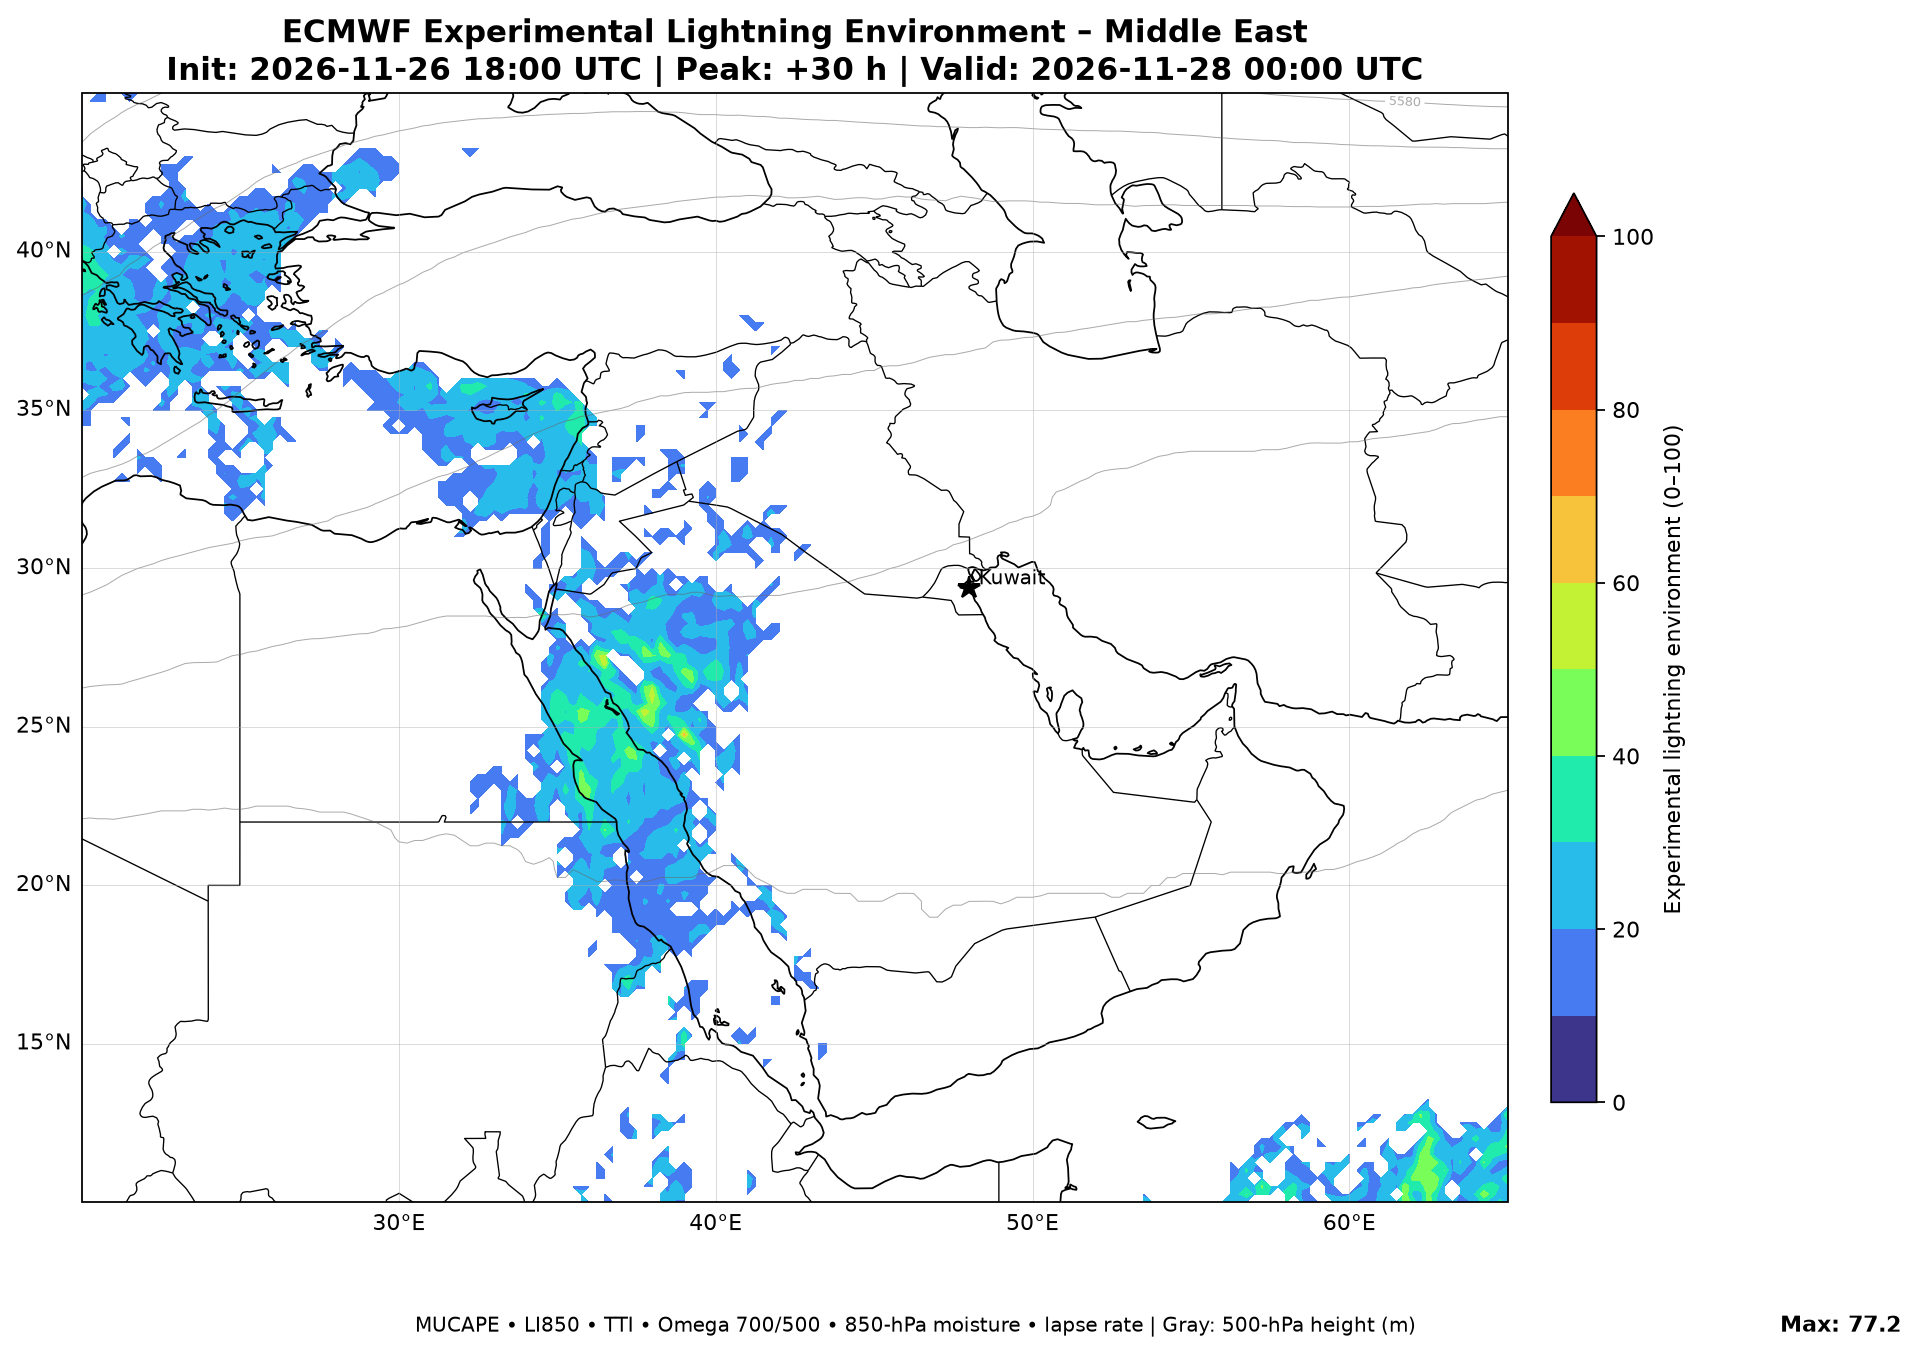 ECMWF Experimental Lightning Environment – Middle East
Init: 2026-11-26 18:00 UTC | Peak: +30 h | Valid: 2026-11-28 00:00 UTC
5580
40°N
35°N
30°N
25°N
20°N
15°N
Kuwait
30°E
40°E
50°E
60°E
100
80
60
40
20
0
Experimental lightning environment (0–100)
MUCAPE • LI850 • TTI • Omega 700/500 • 850-hPa moisture • lapse rate | Gray: 500-hPa height (m)
Max: 77.2